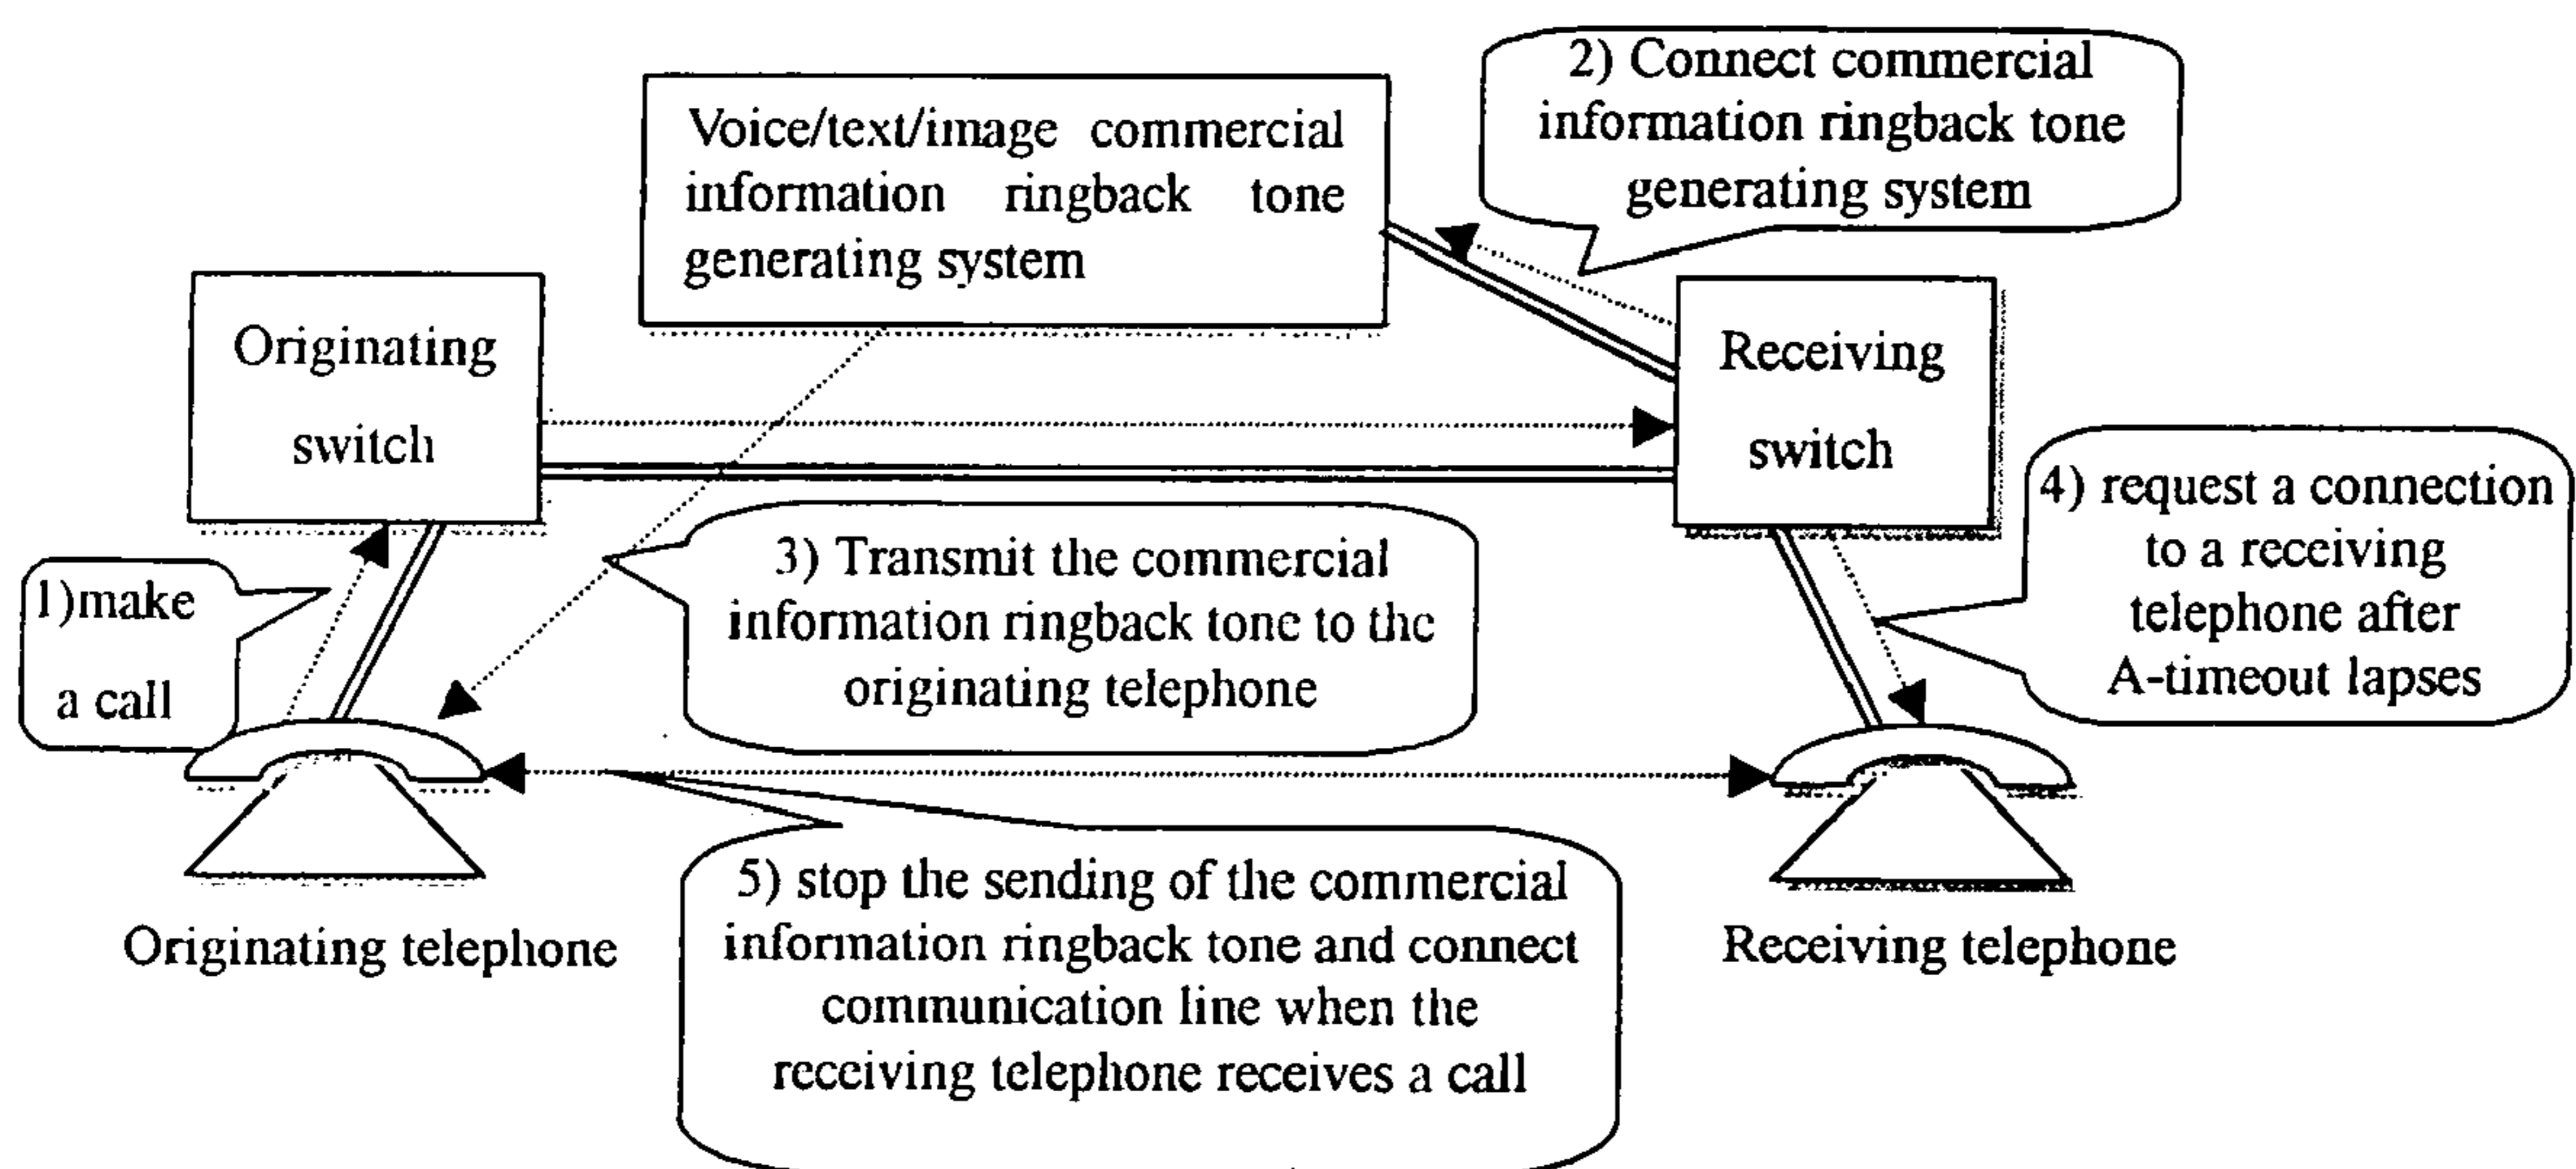 2) Connect commercial
information ringback tone
generating system
Voice/text/image commercial
information ringback tone
generating system
Originating
switch
Receiving
switch
1)make
a call
3) Transmit the commercial
information ringback tone to the
originating telephone
4) request a connection
to a receiving
telephone after
A-timeout lapses
5) stop the sending of the commercial
information ringback tone and connect
communication line when the
receiving telephone receives a call
Originating telephone
Receiving telephone